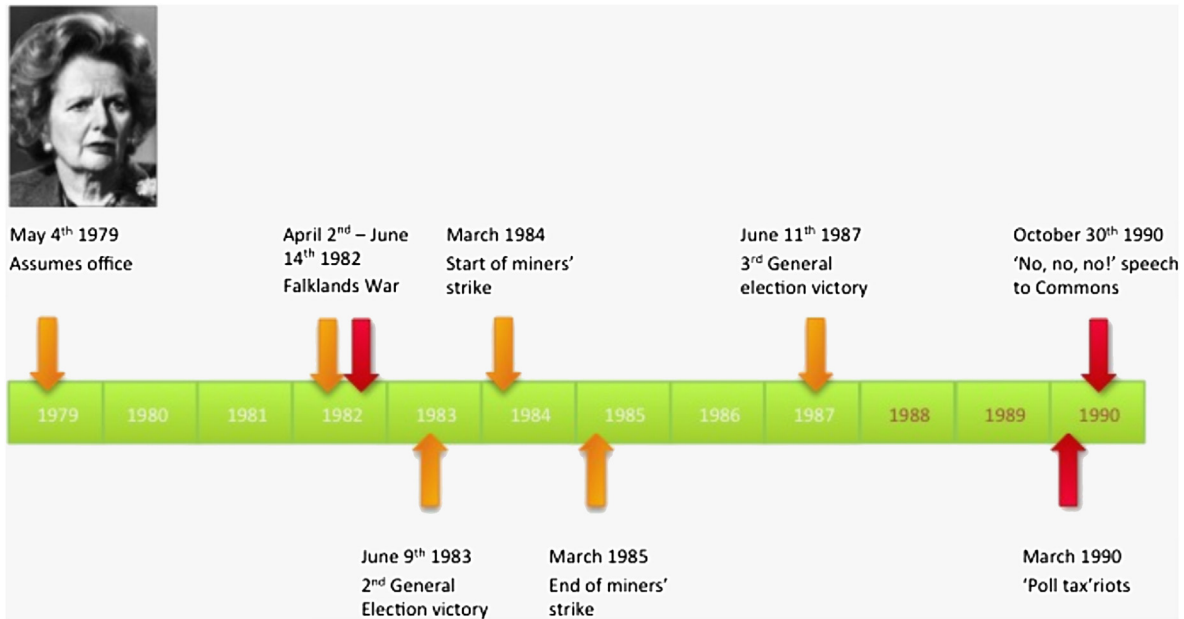 May 4th 1979
Assumes office
April 2nd – June
14th 1982
Falklands War
March 1984
Start of miners’
strike
June 11th 1987
3rd General
election victory
October 30th 1990
‘No, no, no!’ speech
to Commons
1979 1980 1981 1982 1983 1984 1985 1986 1987 1988 1989 1990
June 9th 1983
2nd General
Election victory
March 1985
End of miners’
strike
March 1990
‘Poll tax’riots